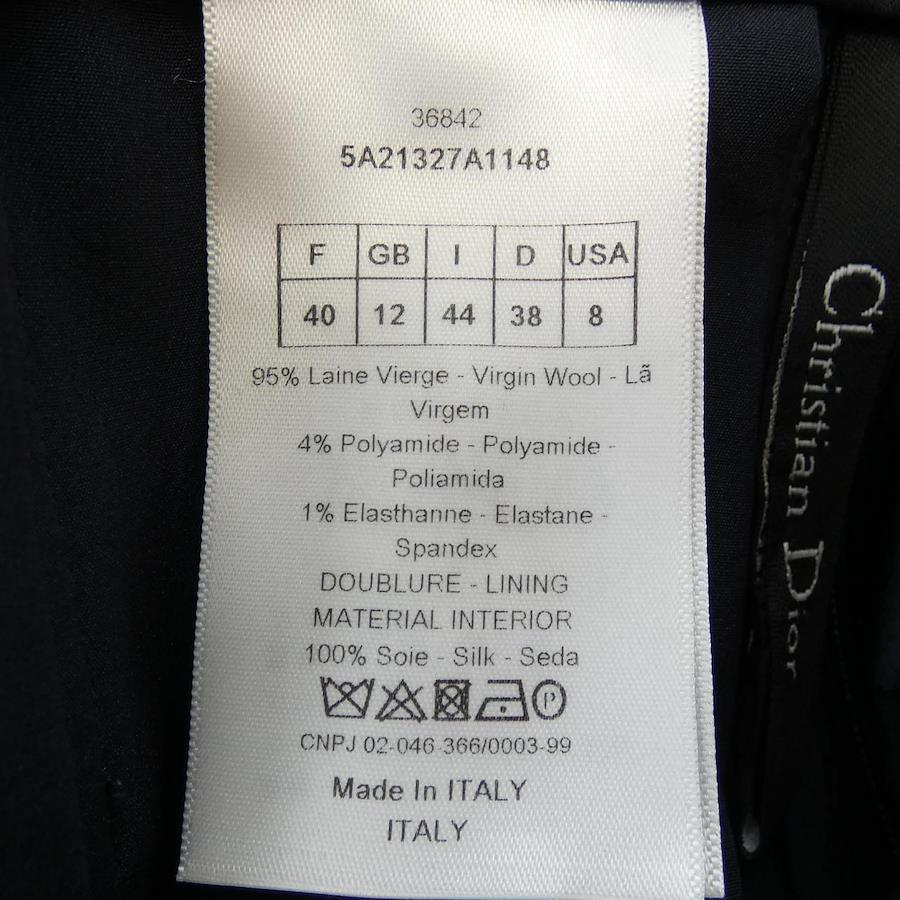 36842
5A21327A1148
F GB I D USA
40 12 44 38 8
95% Laine Vierge - Virgin Wool - Lã
Virgem
4% Polyamide - Polyamide -
Poliamida
1% Elasthanne - Elastane -
Spandex
DOUBLURE - LINING
MATERIAL INTERIOR
100% Soie - Silk - Seda
P
CNPJ 02-046 366/0003-99
Made In ITALY
ITALY
Christian Dior